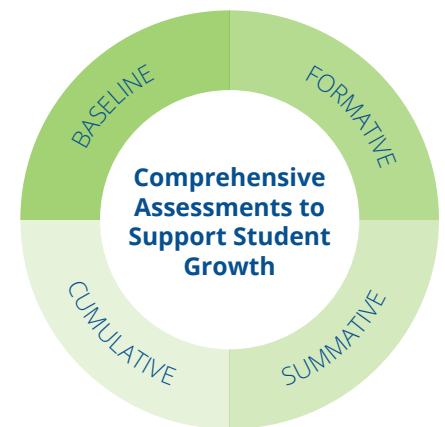 BASELINE
FORMATIVE
Comprehensive
Assessments to
Support Student
Growth
CUMULATIVE
SUMMATIVE